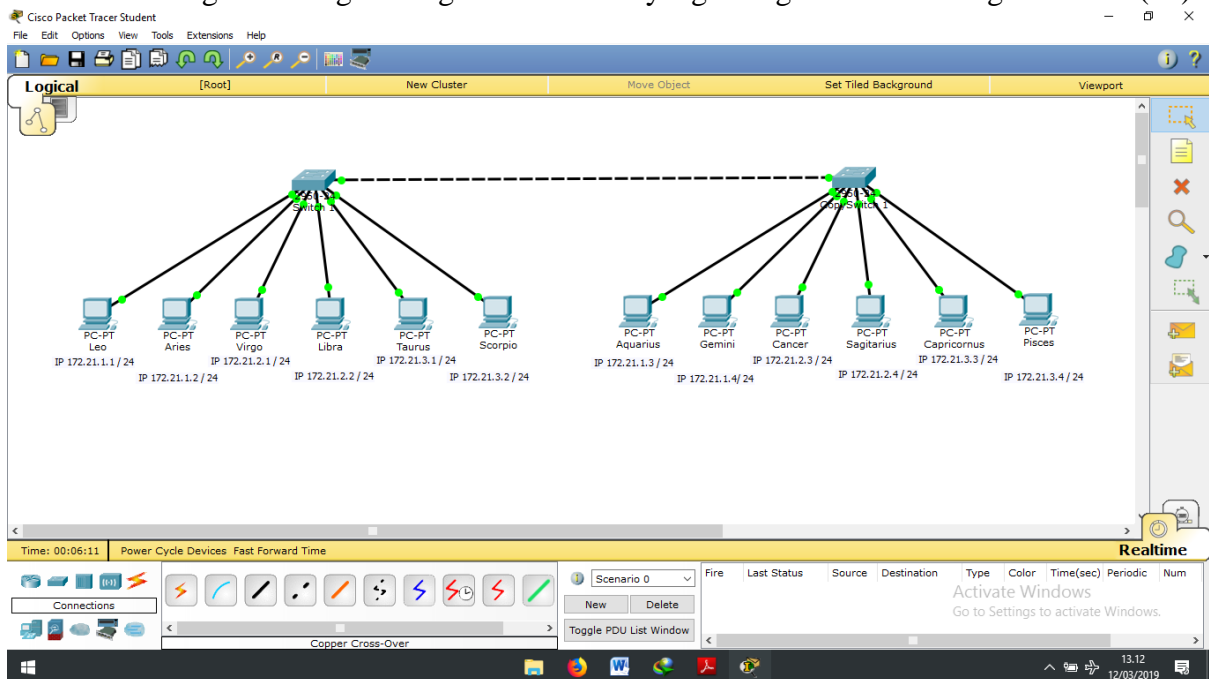 Cisco Packet Tracer Student
File Edit Options View Tools Extensions Help
Logical [Root] New Cluster Move Object Set Tiled Background Viewport
2950-24
Switch 1
CopySwitch 1
PC-PT
Leo
PC-PT
Aries
PC-PT
Virgo
PC-PT
Libra
PC-PT
Taurus
PC-PT
Scorpio
PC-PT
Aquarius
PC-PT
Gemini
PC-PT
Cancer
PC-PT
Sagitarius
PC-PT
Capricornus
PC-PT
Pisces
IP 172.21.1.1 / 24
IP 172.21.1.2 / 24
IP 172.21.2.1 / 24
IP 172.21.2.2 / 24
IP 172.21.3.1 / 24
IP 172.21.3.2 / 24
IP 172.21.1.3 / 24
IP 172.21.1.4/ 24
IP 172.21.2.3 / 24
IP 172.21.2.4 / 24
IP 172.21.3.3 / 24
IP 172.21.3.4 / 24
Time: 00:06:11 Power Cycle Devices Fast Forward Time Realtime
Connections
Copper Cross-Over
Scenario 0
New Delete
Toggle PDU List Window
Fire Last Status Source Destination Type Color Time(sec) Periodic Num
Activate Windows
Go to Settings to activate Windows.
13.12
12/03/2019